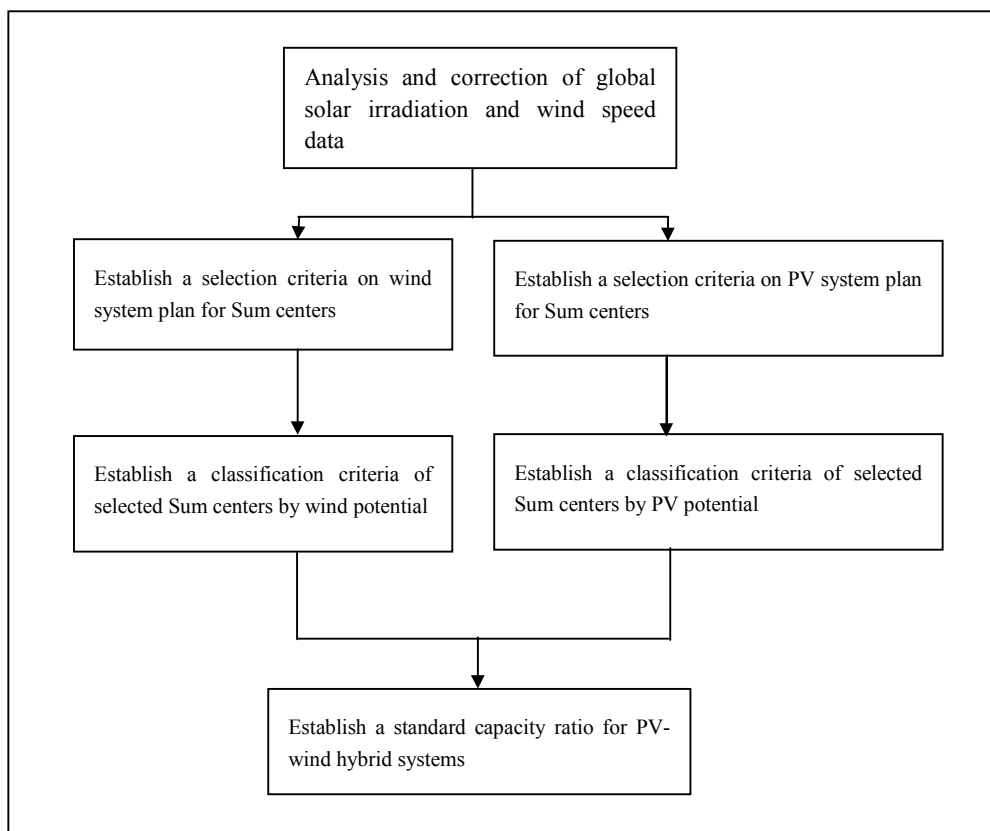 Analysis and correction of global
solar irradiation and wind speed
data
Establish a selection criteria on wind
system plan for Sum centers
Establish a selection criteria on PV system plan
for Sum centers
Establish a classification criteria of
selected Sum centers by wind potential
Establish a classification criteria of selected
Sum centers by PV potential
Establish a standard capacity ratio for PV-
wind hybrid systems